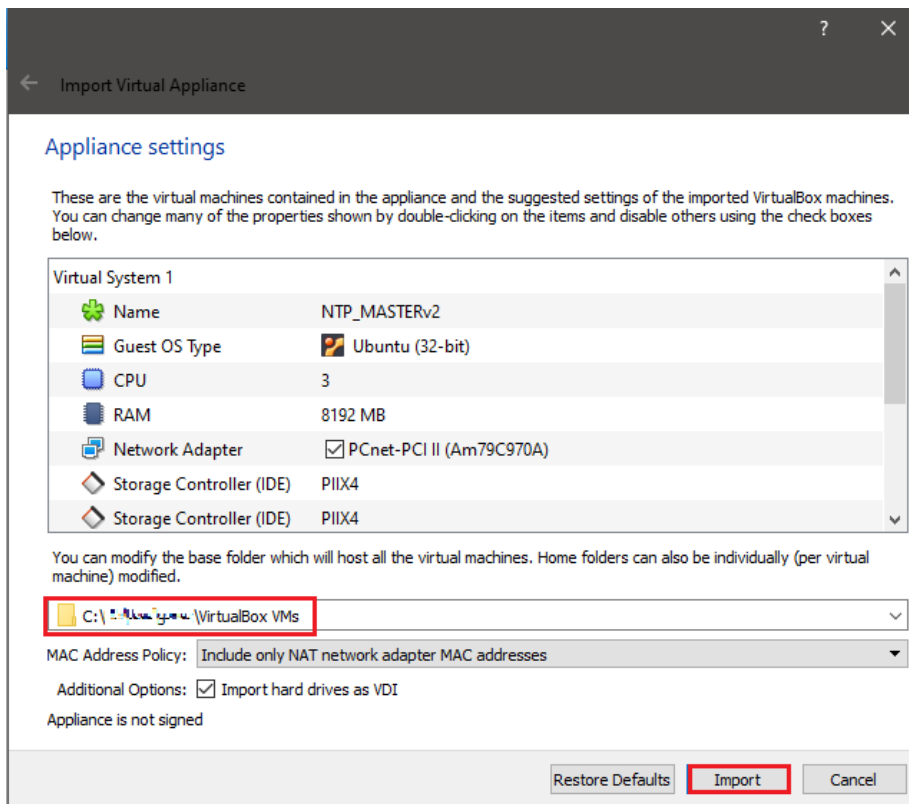 ?
Import Virtual Appliance
Appliance settings
These are the virtual machines contained in the appliance and the suggested settings of the imported VirtualBox machines.
You can change many of the properties shown by double-clicking on the items and disable others using the check boxes
below.
Virtual System 1
Name NTP_MASTERv2
Guest OS Type Ubuntu (32-bit)
CPU 3
RAM 8192 MB
Network Adapter PCnet-PCI II (Am79C970A)
Storage Controller (IDE) PIIX4
Storage Controller (IDE) PIIX4
You can modify the base folder which will host all the virtual machines. Home folders can also be individually (per virtual
machine) modified.
C:\ \VirtualBox VMs
MAC Address Policy: Include only NAT network adapter MAC addresses
Additional Options: Import hard drives as VDI
Appliance is not signed
Restore Defaults Import Cancel